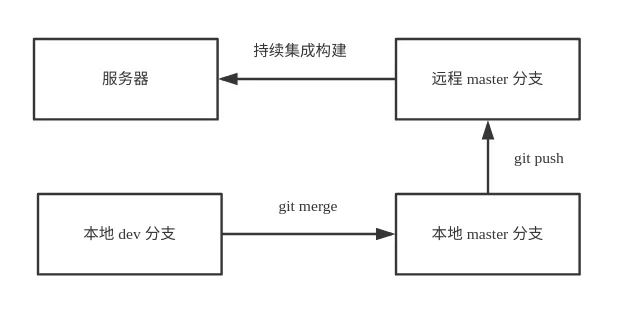 持续集成构建
服务器
远程 master 分支
git push
git merge
本地 dev 分支
本地 master 分支